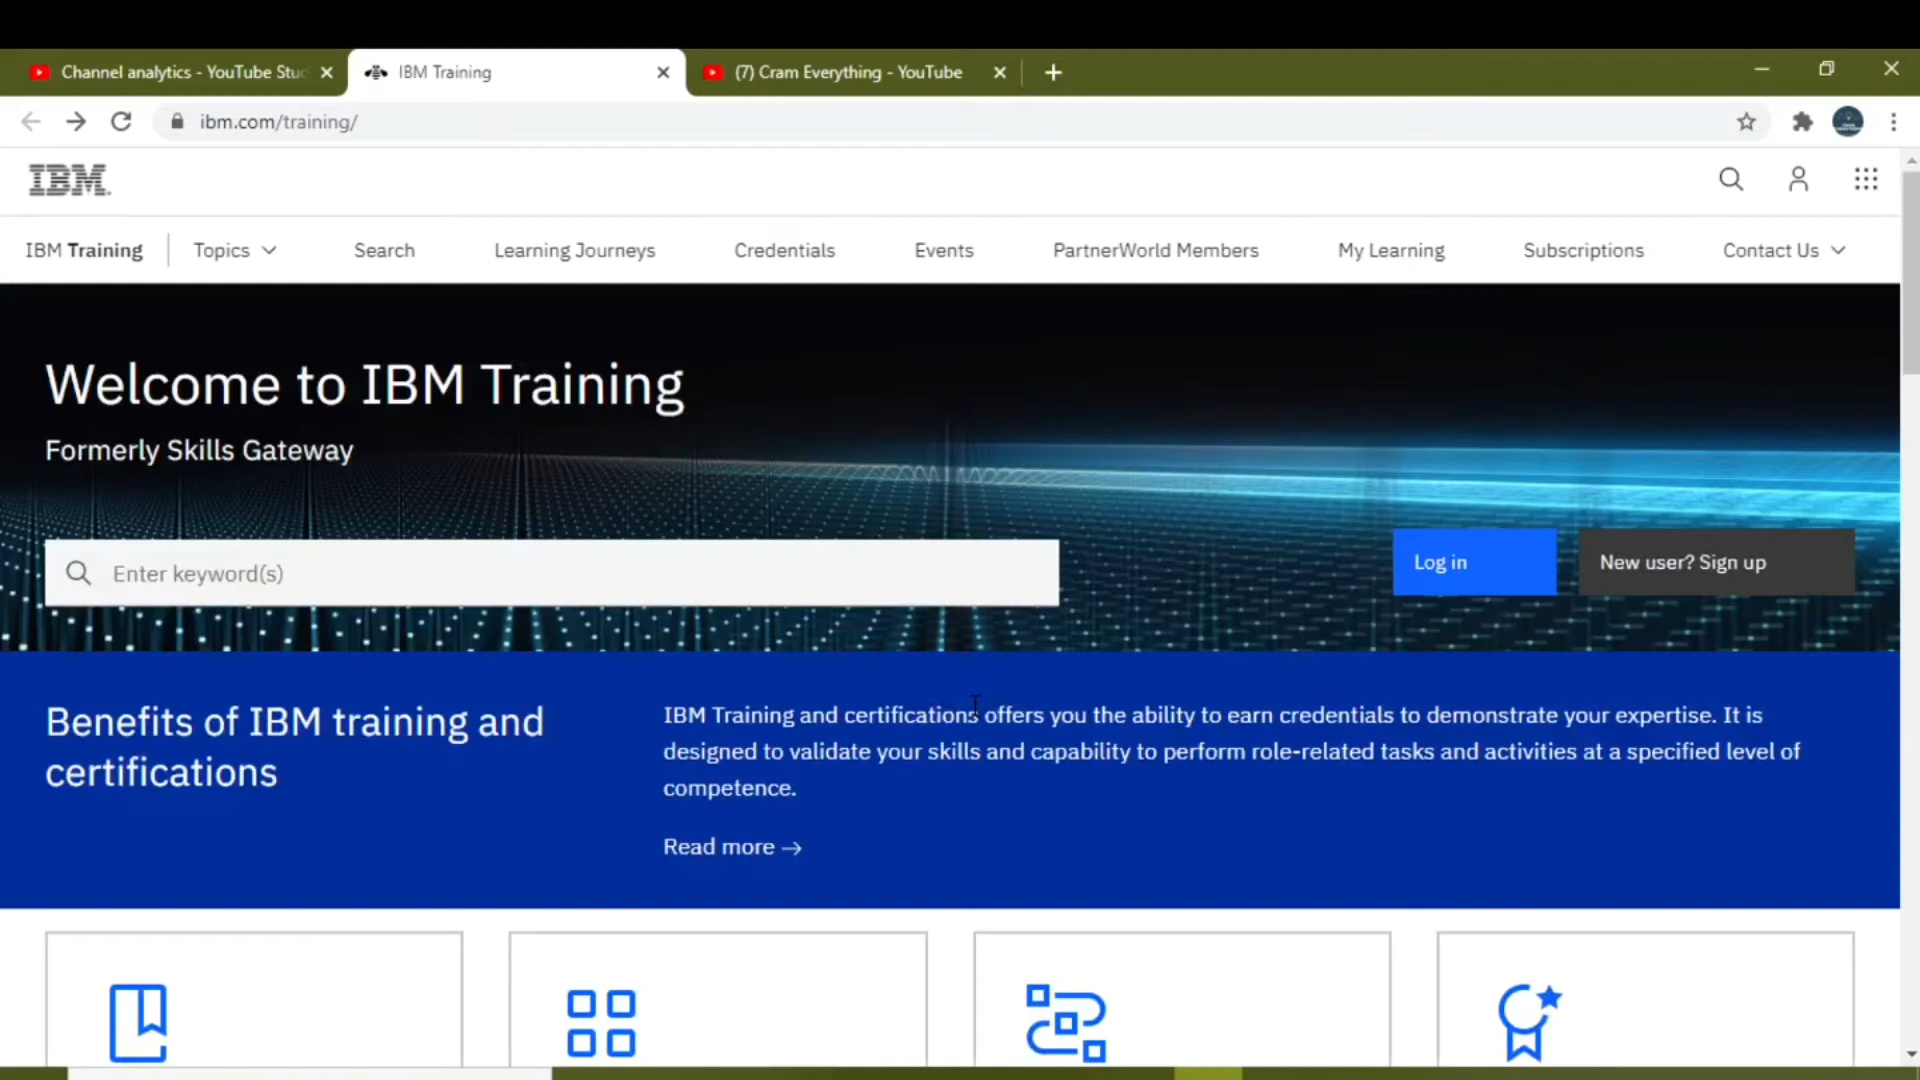 Channel analytics - YouTube Stu
IBM Training
(7) Cram Everything - YouTube
ibm.com/training/
IBM
IBM Training
Topics
Search
Learning Journeys
Credentials
Events
PartnerWorld Members
My Learning
Subscriptions
Contact Us
Welcome to IBM Training
Formerly Skills Gateway
Enter keyword(s)
Log in
New user? Sign up
Benefits of IBM training and
certifications
IBM Training and certifications offers you the ability to earn credentials to demonstrate your expertise. It is
designed to validate your skills and capability to perform role-related tasks and activities at a specified level of
competence.
Read more →